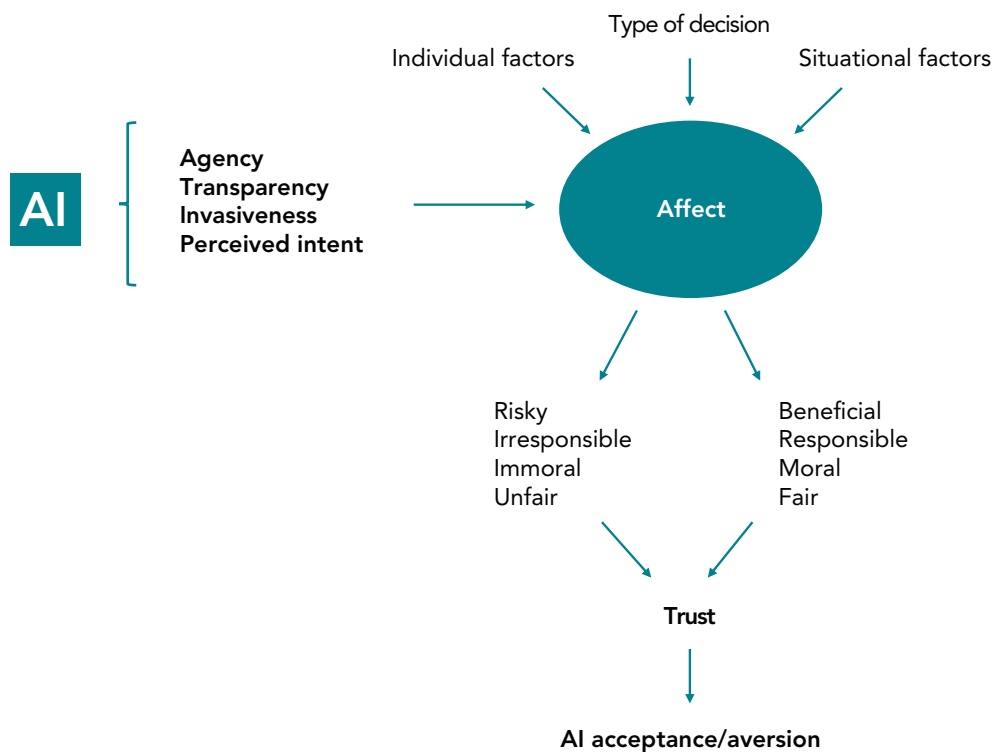 Type of decision
Individual factors
Situational factors
AI
Agency
Transparency
Invasiveness
Perceived intent
Affect
Risky
Irresponsible
Immoral
Unfair
Beneficial
Responsible
Moral
Fair
Trust
AI acceptance/aversion